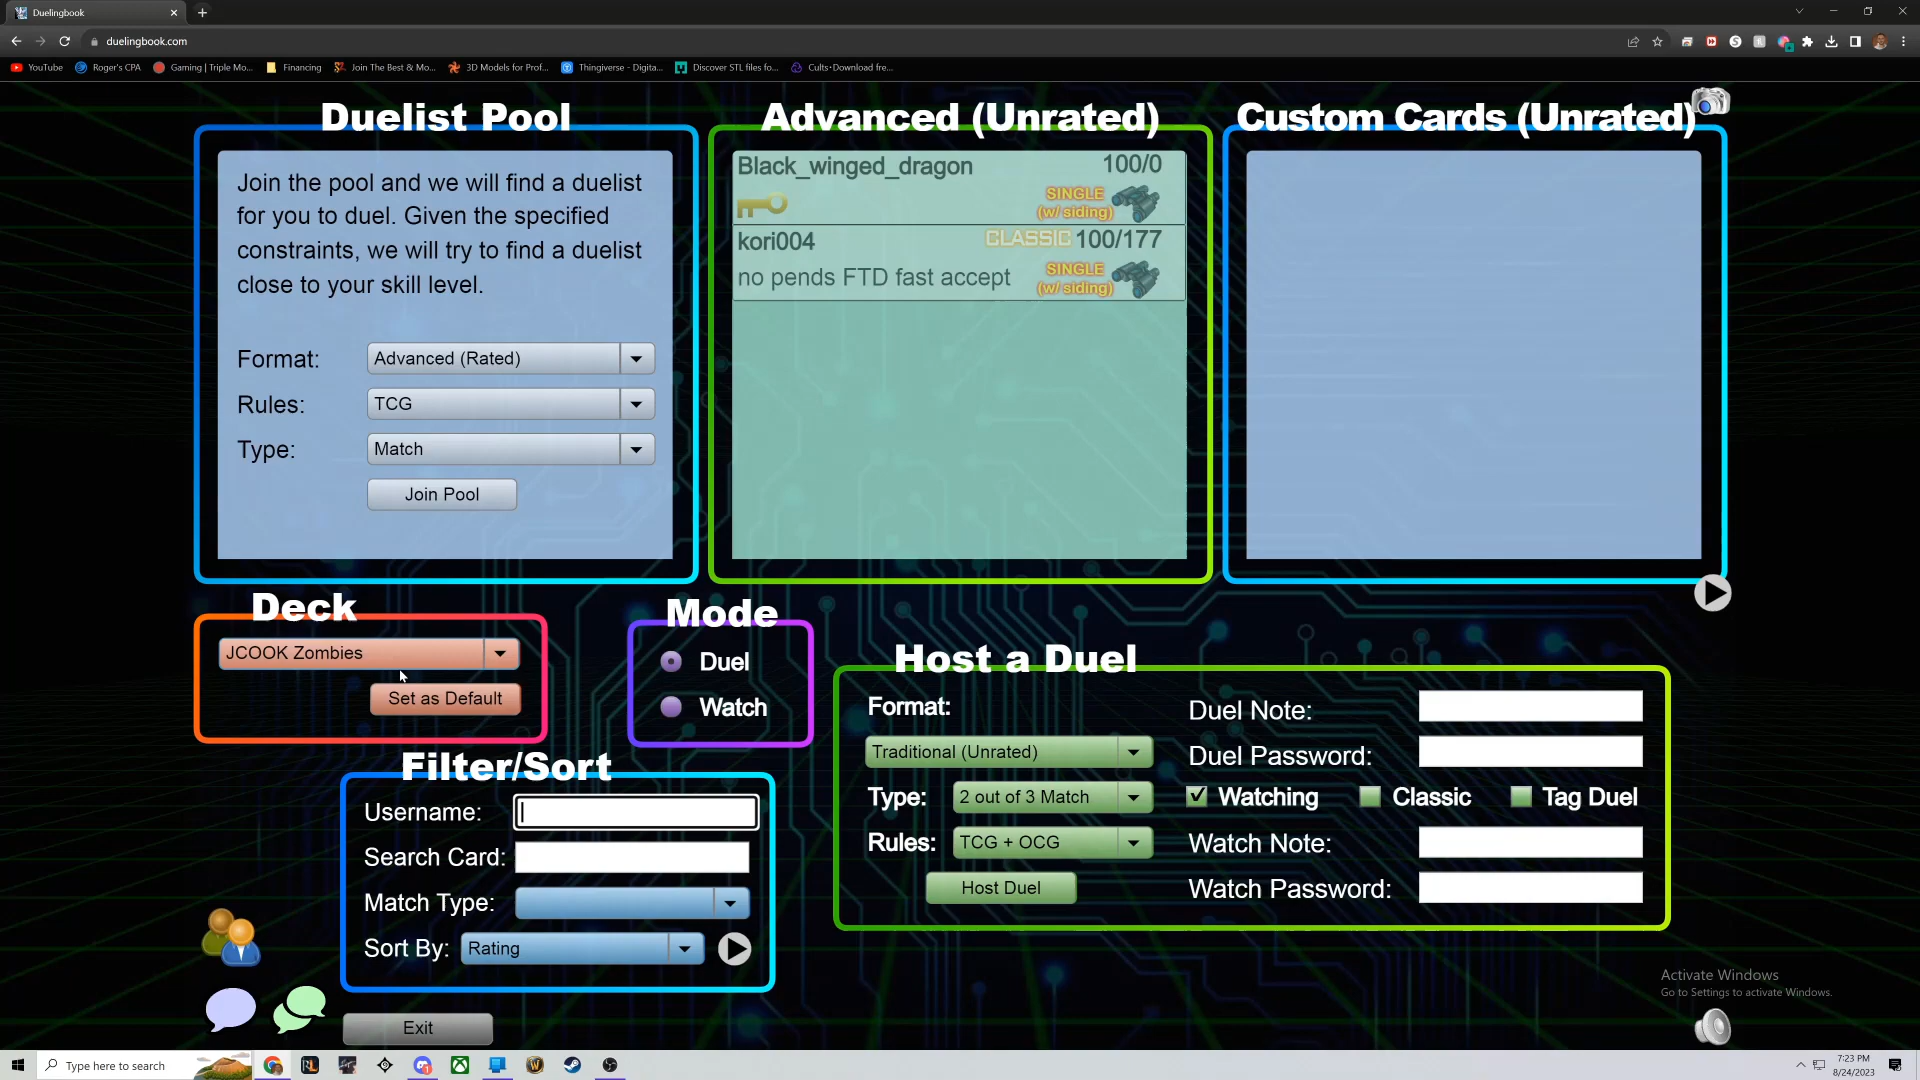 Duelingbook
duelingbook.com
YouTube
Roger's CPA
Gaming | Triple Mo...
Financing
Join The Best & Mo...
3D Models for Prof...
Thingiverse - Digita...
Discover STL files fo...
Cults・Download fre...
Duelist Pool
Join the pool and we will find a duelist
for you to duel. Given the specified
constraints, we will try to find a duelist
close to your skill level.
Format: Advanced (Rated)
Rules: TCG
Type: Match
Join Pool
Advanced (Unrated)
Black_winged_dragon 100/0
SINGLE
(w/ siding)
kori004 CLASSIC 100/177
no pends FTD fast accept
SINGLE
(w/ siding)
Custom Cards (Unrated)
Deck
JCOOK Zombies
Set as Default
Mode
Duel
Watch
Filter/Sort
Username:
Search Card:
Match Type:
Sort By: Rating
Exit
Host a Duel
Format:
Traditional (Unrated)
Type: 2 out of 3 Match
Rules: TCG + OCG
Host Duel
Duel Note:
Duel Password:
Watching Classic Tag Duel
Watch Note:
Watch Password:
Activate Windows
Go to Settings to activate Windows.
Type here to search
7:23 PM
8/24/2023